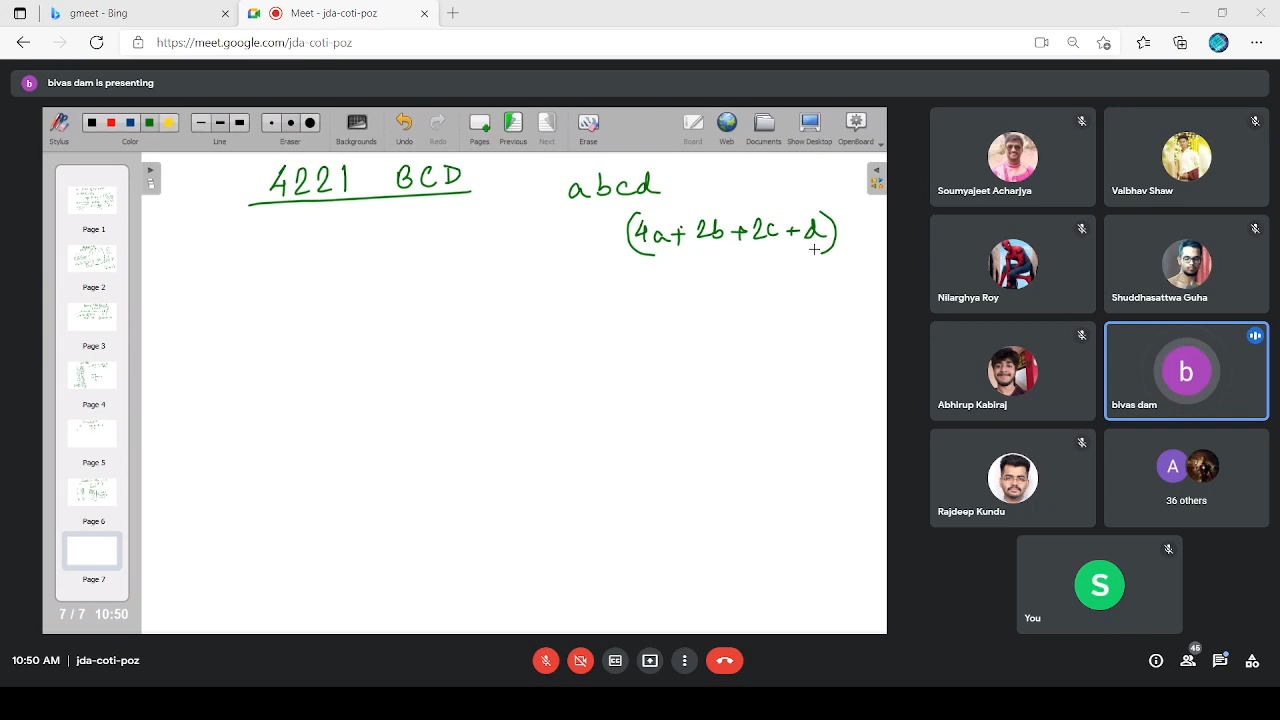 gmeet - Bing
Meet - jda-coti-poz
https://meet.google.com/jda-coti-poz
b bivas dam is presenting
Stylus Color Line Eraser Backgrounds Undo Redo Pages Previous Next Erase Board Web Documents Show Desktop OpenBoard
4221 BCD
abcd
(4a+2b+2c+d)
Page 1
Page 2
Page 3
Page 4
Page 5
Page 6
Page 7
7 / 7 10:50
Soumyajeet Acharjya
Vaibhav Shaw
Nilarghya Roy
Shuddhasattwa Guha
Abhirup Kabiraj
b
bivas dam
Rajdeep Kundu
A
36 others
S
You
10:50 AM | jda-coti-poz
46